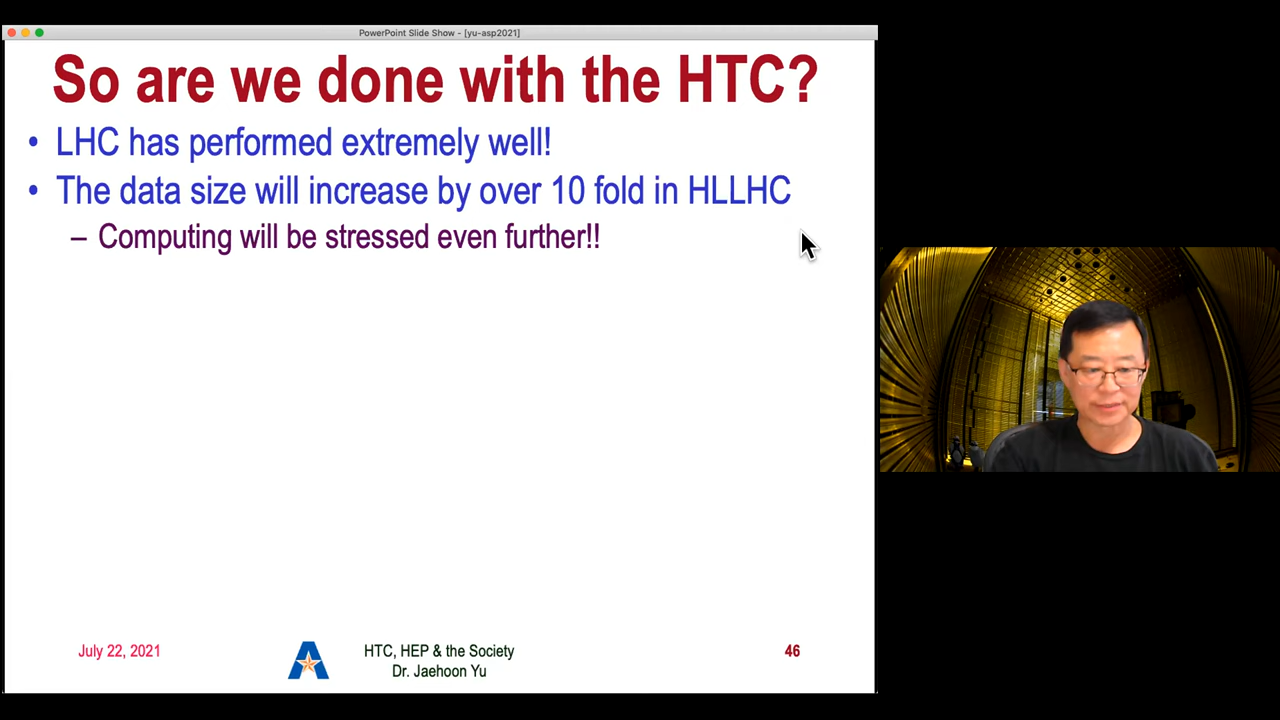 PowerPoint Slide Show - [yu-asp2021]
So are we done with the HTC?
• LHC has performed extremely well!
• The data size will increase by over 10 fold in HLLHC
– Computing will be stressed even further!!
July 22, 2021
HTC, HEP & the Society
Dr. Jaehoon Yu
46